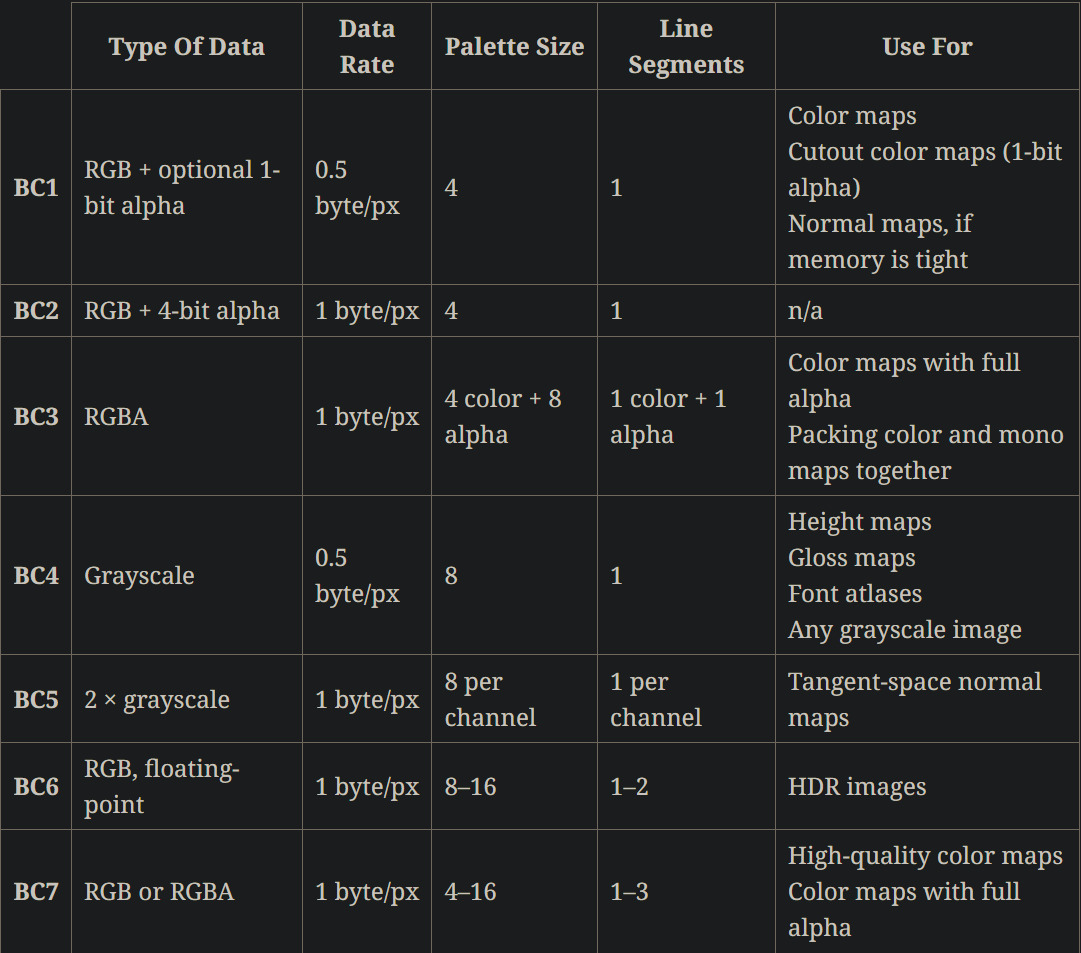 Type Of Data
Data
Rate
Palette Size
Line
Segments
Use For
BC1
RGB + optional 1-
bit alpha
0.5
byte/px
4
1
Color maps
Cutout color maps (1-bit
alpha)
Normal maps, if
memory is tight
BC2
RGB + 4-bit alpha
1 byte/px
4
1
n/a
BC3
RGBA
1 byte/px
4 color + 8
alpha
1 color + 1
alpha
Color maps with full
alpha
Packing color and mono
maps together
BC4
Grayscale
0.5
byte/px
8
1
Height maps
Gloss maps
Font atlases
Any grayscale image
BC5
2 × grayscale
1 byte/px
8 per
channel
1 per
channel
Tangent-space normal
maps
BC6
RGB, floating-
point
1 byte/px
8–16
1–2
HDR images
BC7
RGB or RGBA
1 byte/px
4–16
1–3
High-quality color maps
Color maps with full
alpha